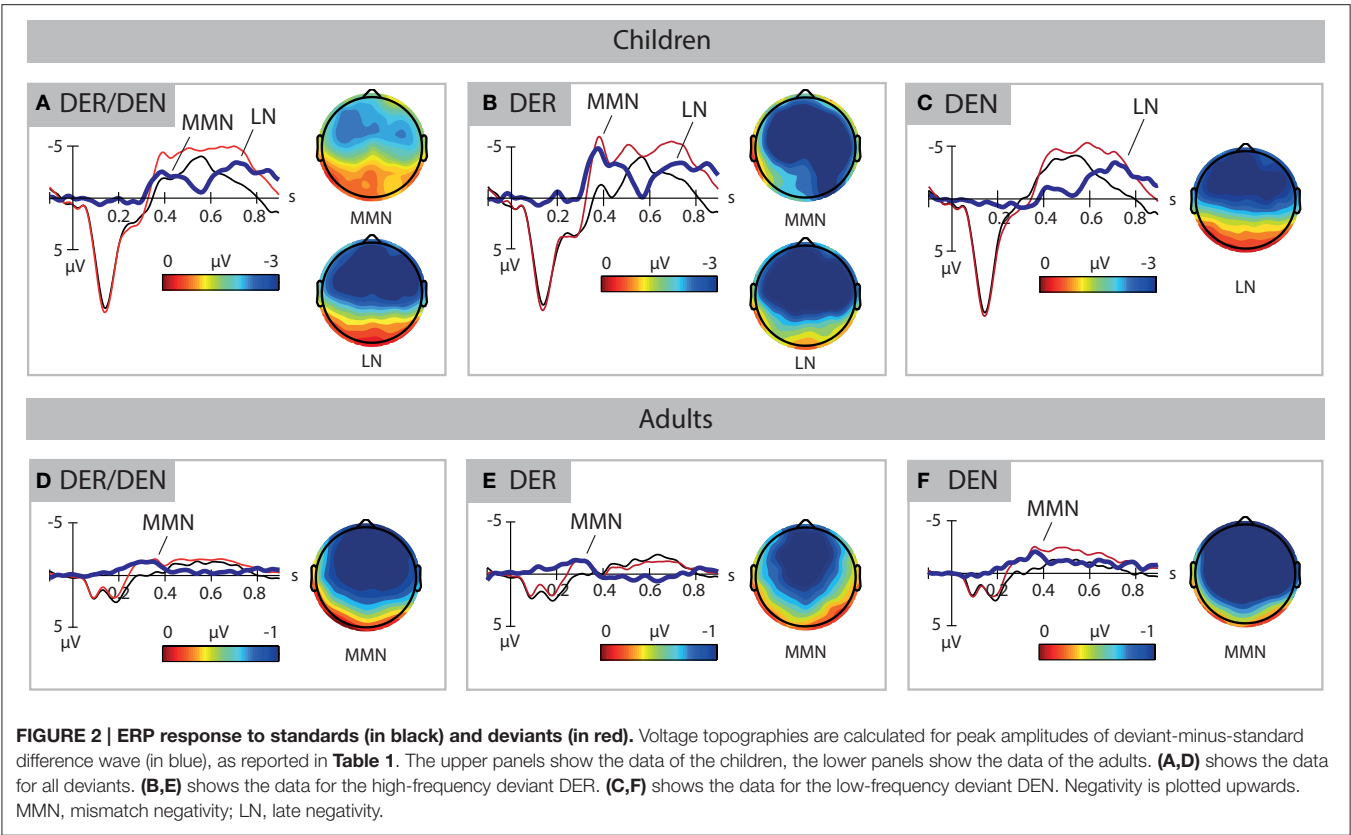 Children
A DER/DEN
MMN
LN
-5
5
µV
0.2 0.4 0.6 0.8
s
0 µV -3
MMN
LN
B DER
MMN
LN
-5
5
µV
0.2 0.4 0.6 0.8
s
0 µV -3
MMN
LN
C DEN
LN
-5
5
µV
0.2 0.4 0.6 0.8
s
0 µV -3
LN
Adults
D DER/DEN
MMN
-5
5
µV
0.2 0.4 0.6 0.8
s
0 µV -1
MMN
E DER
MMN
-5
5
µV
0.2 0.4 0.6 0.8
s
0 µV -1
MMN
F DEN
MMN
-5
5
µV
0.2 0.4 0.6 0.8
s
0 µV -1
MMN
FIGURE 2 | ERP response to standards (in black) and deviants (in red). Voltage topographies are calculated for peak amplitudes of deviant-minus-standard
difference wave (in blue), as reported in Table 1. The upper panels show the data of the children, the lower panels show the data of the adults. (A,D) shows the data
for all deviants. (B,E) shows the data for the high-frequency deviant DER. (C,F) shows the data for the low-frequency deviant DEN. Negativity is plotted upwards.
MMN, mismatch negativity; LN, late negativity.